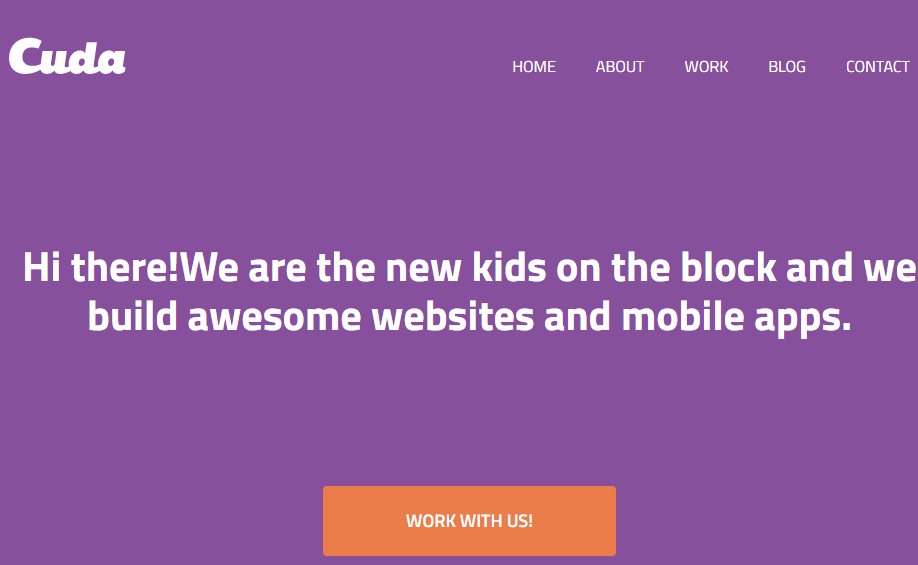 Cuda
HOME ABOUT WORK BLOG CONTACT
Hi there!We are the new kids on the block and we
build awesome websites and mobile apps.
WORK WITH US!